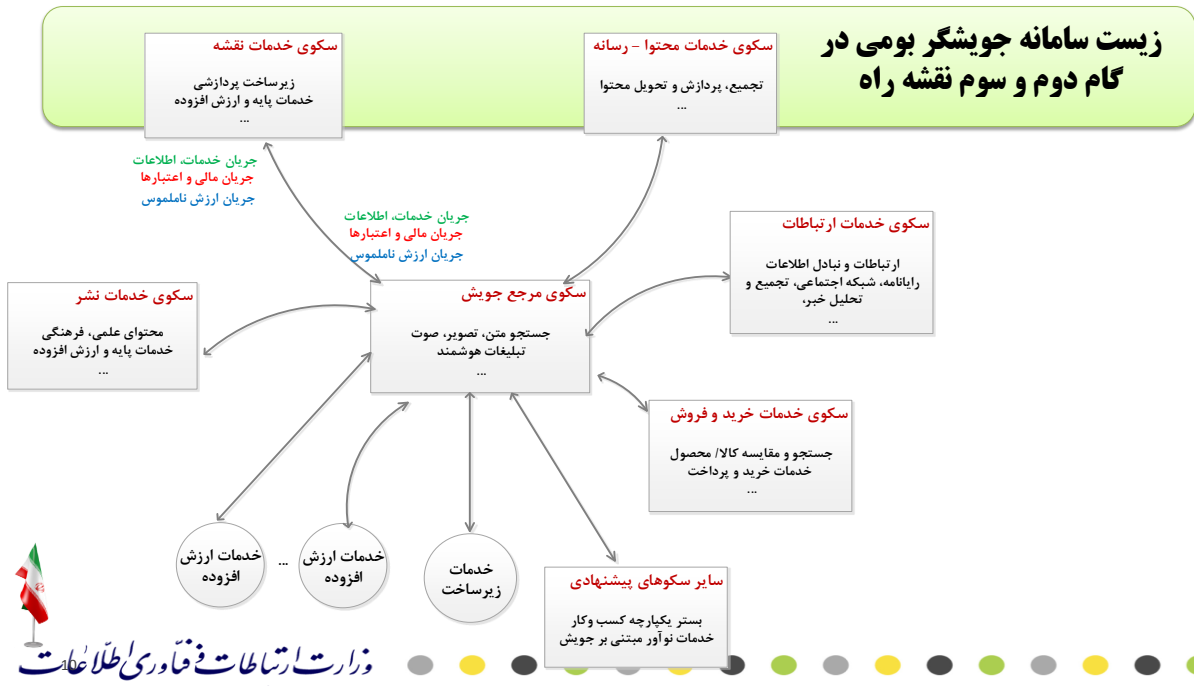 زیست سامانه جویشگر بومی در
گام دوم و سوم نقشه راه
سکوی خدمات محتوا - رسانه
تجمیع، پردازش و تحویل محتوا
...
سکوی خدمات نقشه
زیرساخت پردازشی
خدمات پایه و ارزش افزوده
...
جریان خدمات، اطلاعات
جریان مالی و اعتبارها
جریان ارزش ناملموس
جریان خدمات، اطلاعات
جریان مالی و اعتبارها
جریان ارزش ناملموس
سکوی خدمات ارتباطات
ارتباطات و تبادل اطلاعات
رایانامه، شبکه اجتماعی، تجمیع و
تحلیل خبر،
...
سکوی مرجع جویش
جستجو متن، تصویر، صوت
تبلیغات هوشمند
...
سکوی خدمات نشر
محتوای علمی، فرهنگی
خدمات پایه و ارزش افزوده
...
سکوی خدمات خرید و فروش
جستجو و مقایسه کالا/ محصول
خدمات خرید و پرداخت
...
سایر سکوهای پیشنهادی
بستر یکپارچه کسب وکار
خدمات نوآور مبتنی بر جویش
خدمات
زیرساخت
خدمات ارزش
افزوده
...
خدمات ارزش
افزوده
وزارت ارتباطات و فناوری اطلاعات
10